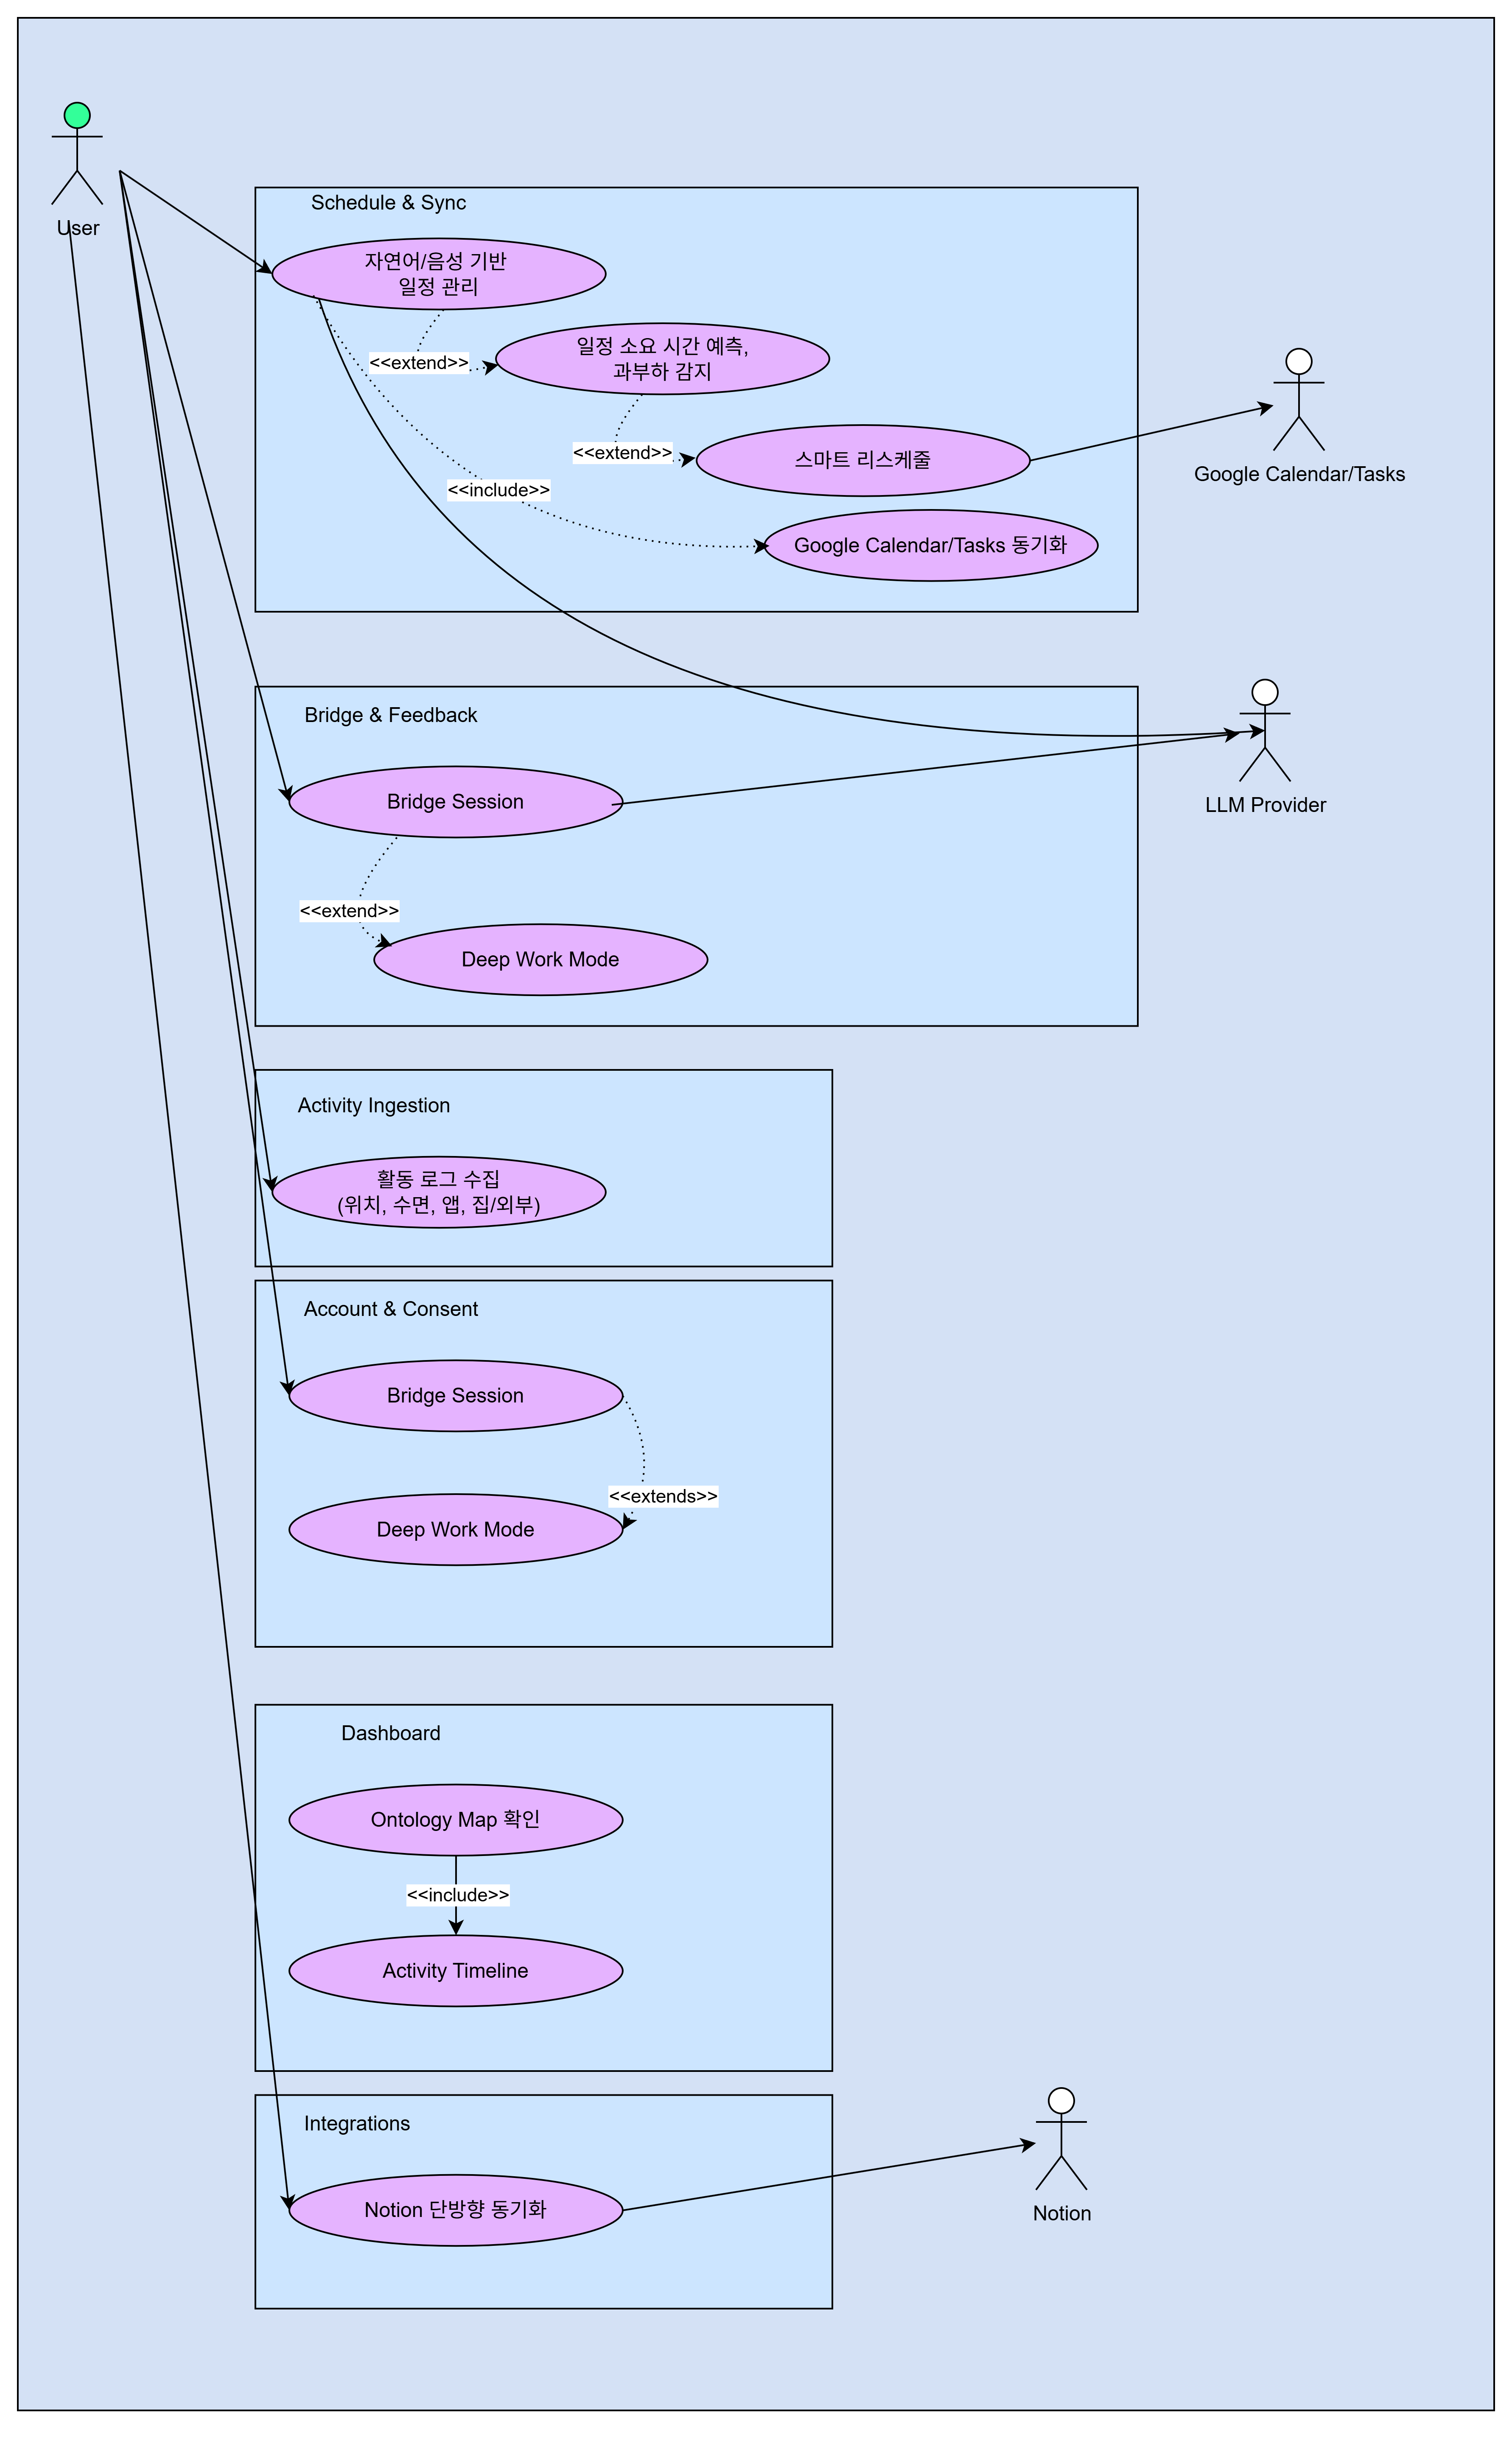 User
Schedule & Sync
자연어/음성 기반
일정 관리
<<extend>>
일정 소요 시간 예측,
과부하 감지
<<extend>>
스마트 리스케줄
<<include>>
Google Calendar/Tasks 동기화
Google Calendar/Tasks
Bridge & Feedback
Bridge Session
LLM Provider
<<extend>>
Deep Work Mode
Activity Ingestion
활동 로그 수집
(위치, 수면, 앱, 집/외부)
Account & Consent
Bridge Session
<<extends>>
Deep Work Mode
Dashboard
Ontology Map 확인
<<include>>
Activity Timeline
Integrations
Notion 단방향 동기화
Notion